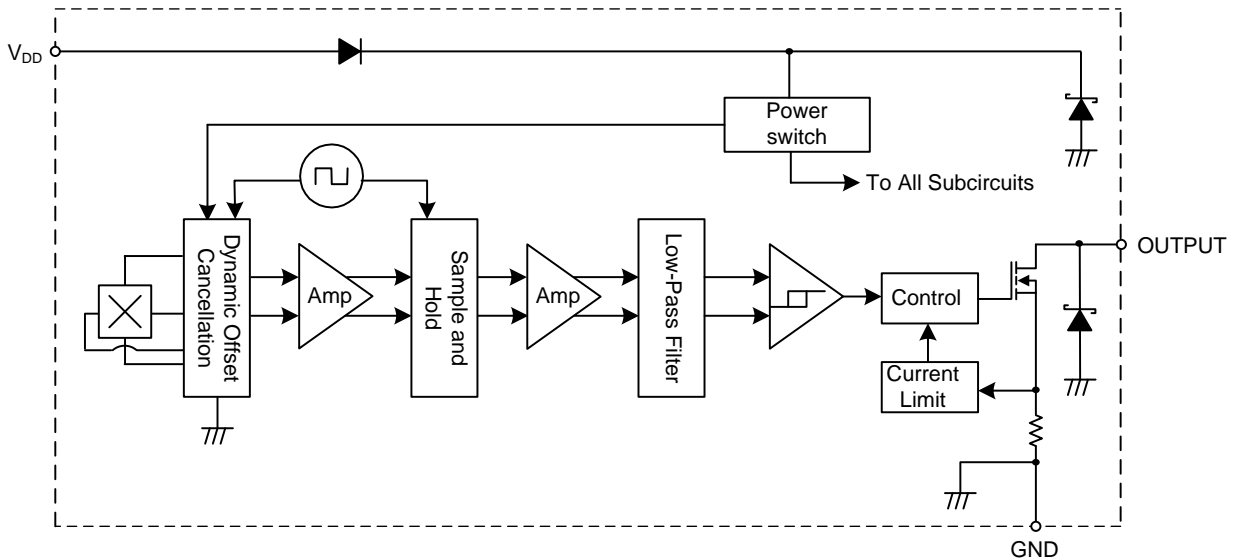 V_DD
Power
switch
To All Subcircuits
Dynamic Offset
Cancellation
Amp
Sample and
Hold
Amp
Low-Pass Filter
Control
Current
Limit
OUTPUT
GND